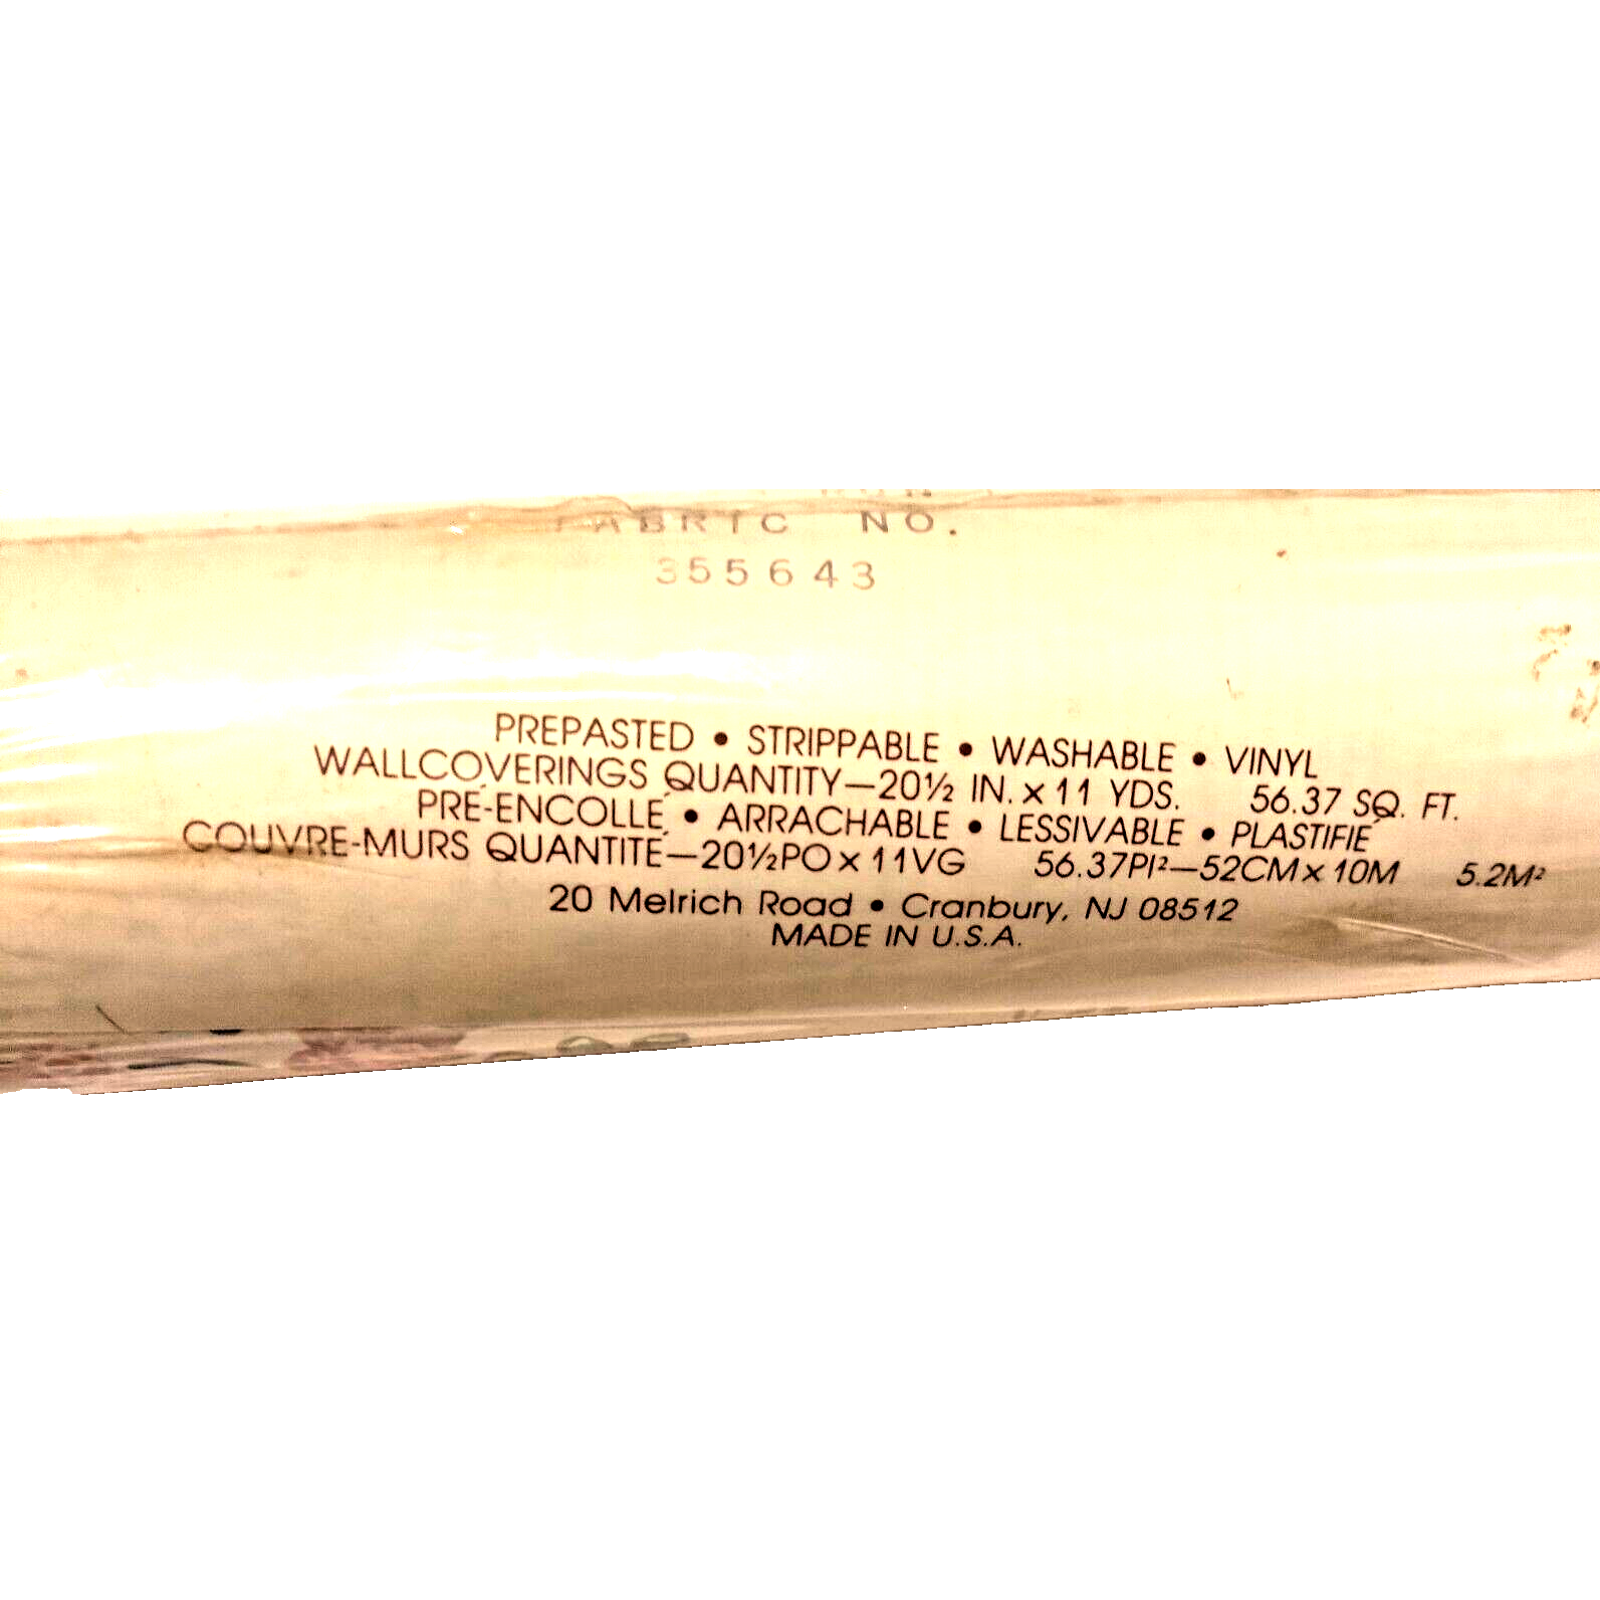 FABRIC NO.
355643
PREPASTED • STRIPPABLE • WASHABLE • VINYL
WALLCOVERINGS QUANTITY—20½ IN. x 11 YDS. 56.37 SQ. FT.
PRÉ-ENCOLLÉ • ARRACHABLE • LESSIVABLE • PLASTIFIÉ
COUVRE-MURS QUANTITÉ—20½PO x 11VG 56.37PI²—52CM x 10M 5.2M²
20 Melrich Road • Cranbury, NJ 08512
MADE IN U.S.A.